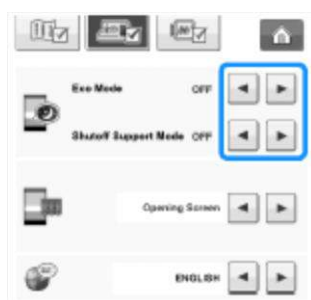 Eco Mode OFF
Shutoff Support Mode OFF
Opening Screen
ENGLISH